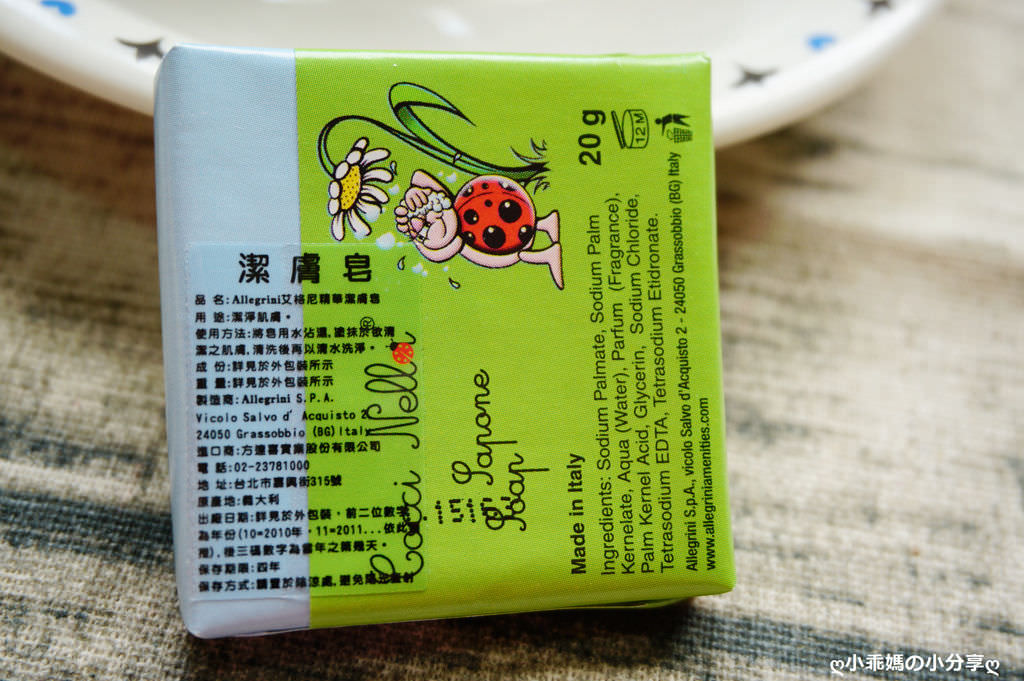 潔膚皂
品 名:Allegrini艾格尼精華潔膚皂
用 途:潔淨肌膚。
使用方法:將皂用水沾濕,塗抹於欲清
潔之肌膚,清洗後再以清水洗淨。
成 份:詳見於外包裝所示
重 量:詳見於外包裝所示
製造商:Allegrini S.P.A.
Vicolo Salvo d' Acquisto 2
24050 Grassobbio (BG)Italy
進口商:方達喜實業股份有限公司
電 話:02-23781000
地 址:台北市嘉興街315號
原產地:義大利
出廠日期:詳見於外包裝, 前二位數字
為年份(10=2010年, 11=2011...依此
推),後三碼數字為當年之第幾天。
保存期限:四年
保存方式:請置於陰涼處,避免陽光直射
Coci Nella®
Sapone
Soap
20 g
12M
Made in Italy
Ingredients: Sodium Palmate, Sodium Palm
Kernelate, Aqua (Water), Parfum (Fragrance),
Palm Kernel Acid, Glycerin, Sodium Chloride,
Tetrasodium EDTA, Tetrasodium Etidronate.
Allegrini S.p.A., vicolo Salvo d'Acquisto 2 - 24050 Grassobbio (BG) Italy
www.allegriniamenities.com
ღ小乖媽の小分享ღ